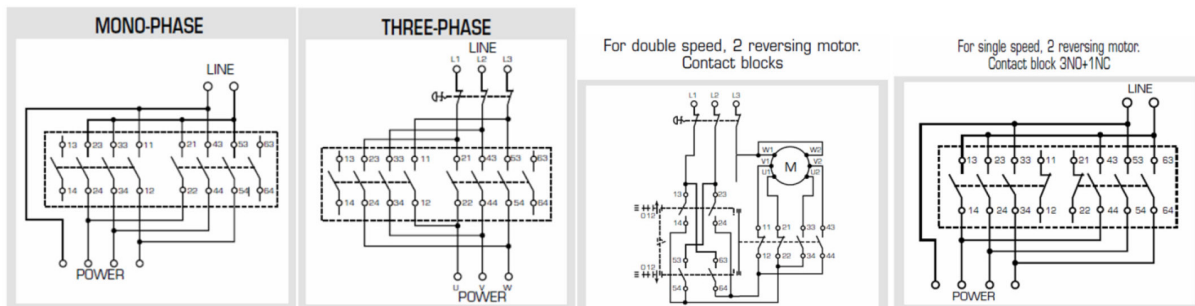 MONO-PHASE
LINE
13 23 33 11 21 43 53 63
14 24 34 12 22 44 54 64
POWER
THREE-PHASE
LINE
L1 L2 L3
13 23 33 11 21 43 53 63
14 24 34 12 22 44 54 64
U V W
POWER
For double speed, 2 reversing motor.
Contact blocks
L1 L2 L3
W1 W2
V1 M V2
U1 U2
13 23
012
14 24
11 21 33 43
53 63
12 22 34 44
012
54 64
For single speed, 2 reversing motor.
Contact block 3NO+1NC
LINE
13 23 33 11 21 43 53 63
14 24 34 12 22 44 54 64
POWER